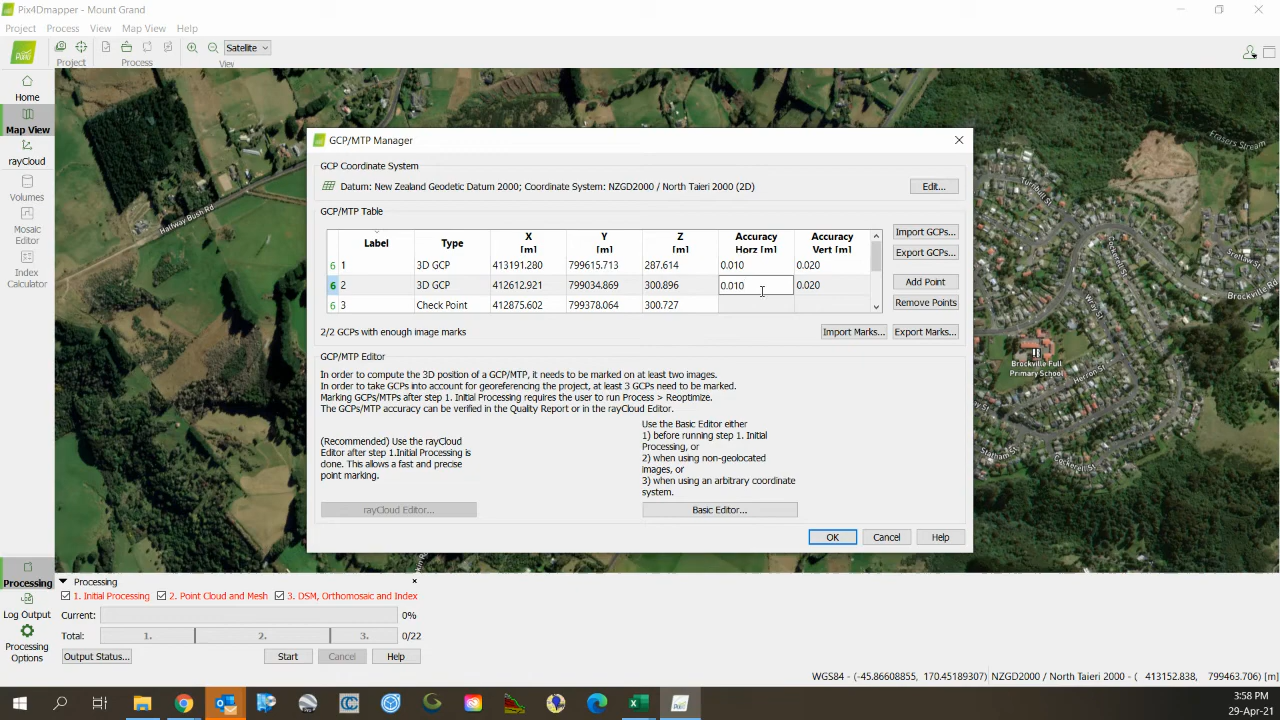 Pix4Dmapper - Mount Grand
Project Process View Map View Help
Satellite
Project Process View
Home
Map View
rayCloud
Volumes
Mosaic
Editor
Index
Calculator
Processing
Log Output
Processing
Options
Halfway Bush Rd
Frasers Stream
Turnbull St
Brockville Rd
Brockville Full
Primary School
Wray St
Herron St
Statham St
Cockerell St
GCP/MTP Manager
GCP Coordinate System
Datum: New Zealand Geodetic Datum 2000; Coordinate System: NZGD2000 / North Taieri 2000 (2D)
Edit...
GCP/MTP Table
Label Type X [m] Y [m] Z [m] Accuracy Horz [m] Accuracy Vert [m]
6 1 3D GCP 413191.280 799615.713 287.614 0.010 0.020
6 2 3D GCP 412612.921 799034.869 300.896 0.010 0.020
6 3 Check Point 412875.602 799378.064 300.727
Import GCPs...
Export GCPs...
Add Point
Remove Points
2/2 GCPs with enough image marks
Import Marks... Export Marks...
GCP/MTP Editor
In order to compute the 3D position of a GCP/MTP, it needs to be marked on at least two images.
In order to take GCPs into account for georeferencing the project, at least 3 GCPs need to be marked.
Marking GCPs/MTPs after step 1. Initial Processing requires the user to run Process > Reoptimize.
The GCPs/MTP accuracy can be verified in the Quality Report or in the rayCloud Editor.
(Recommended) Use the rayCloud
Editor after step 1.Initial Processing is
done. This allows a fast and precise
point marking.
Use the Basic Editor either
1) before running step 1. Initial
Processing, or
2) when using non-geolocated
images, or
3) when using an arbitrary coordinate
system.
rayCloud Editor... Basic Editor...
OK Cancel Help
Processing
1. Initial Processing 2. Point Cloud and Mesh 3. DSM, Orthomosaic and Index
Current: 0%
Total: 1. 2. 3. 0/22
Output Status... Start Cancel Help
WGS84 - (-45.86608855, 170.45189307) NZGD2000 / North Taieri 2000 - ( 413152.838, 799463.706) [m]
3:58 PM
29-Apr-21